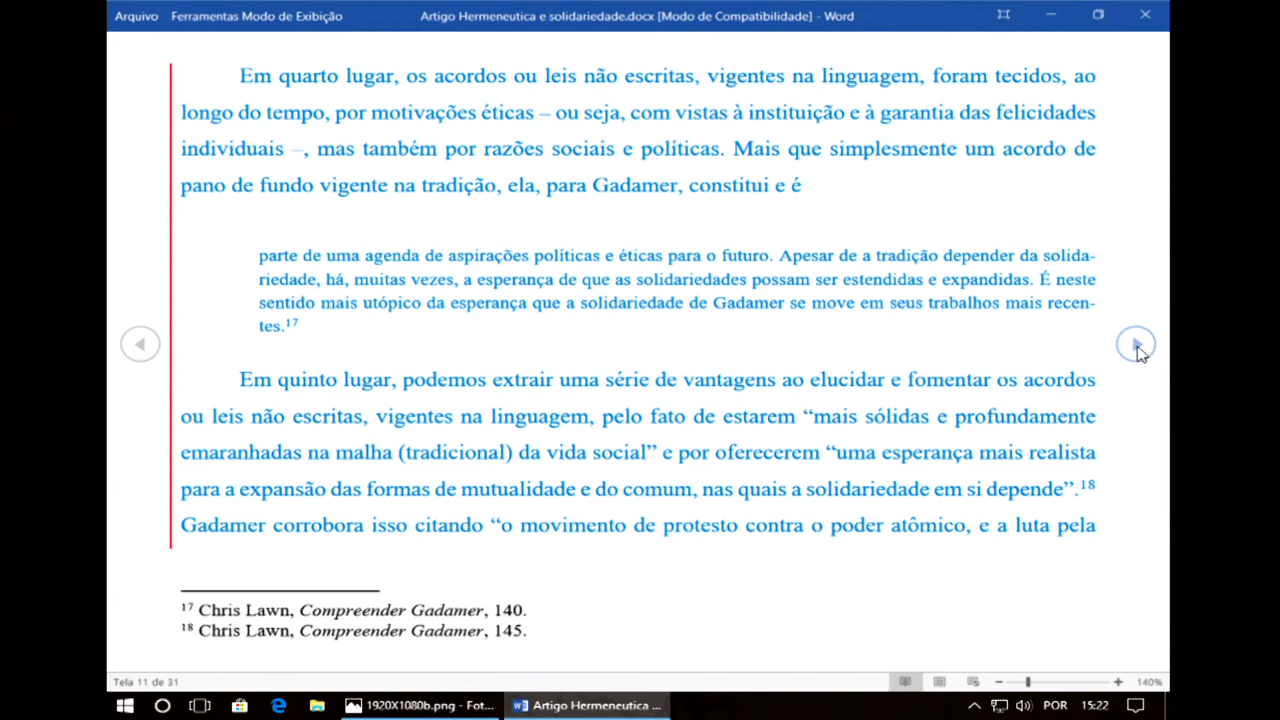 Arquivo Ferramentas Modo de Exibição Artigo Hermeneutica e solidariedade.docx [Modo de Compatibilidade] - Word
Em quarto lugar, os acordos ou leis não escritas, vigentes na linguagem, foram tecidos, ao
longo do tempo, por motivações éticas – ou seja, com vistas à instituição e à garantia das felicidades
individuais –, mas também por razões sociais e políticas. Mais que simplesmente um acordo de
pano de fundo vigente na tradição, ela, para Gadamer, constitui e é
parte de uma agenda de aspirações políticas e éticas para o futuro. Apesar de a tradição depender da solida-
riedade, há, muitas vezes, a esperança de que as solidariedades possam ser estendidas e expandidas. É neste
sentido mais utópico da esperança que a solidariedade de Gadamer se move em seus trabalhos mais recen-
tes.17
Em quinto lugar, podemos extrair uma série de vantagens ao elucidar e fomentar os acordos
ou leis não escritas, vigentes na linguagem, pelo fato de estarem “mais sólidas e profundamente
emaranhadas na malha (tradicional) da vida social” e por oferecerem “uma esperança mais realista
para a expansão das formas de mutualidade e do comum, nas quais a solidariedade em si depende”.18
Gadamer corrobora isso citando “o movimento de protesto contra o poder atômico, e a luta pela
17 Chris Lawn, Compreender Gadamer, 140.
18 Chris Lawn, Compreender Gadamer, 145.
Tela 11 de 31 140%
1920X1080b.png - Fot... Artigo Hermeneutica ... POR 15:22